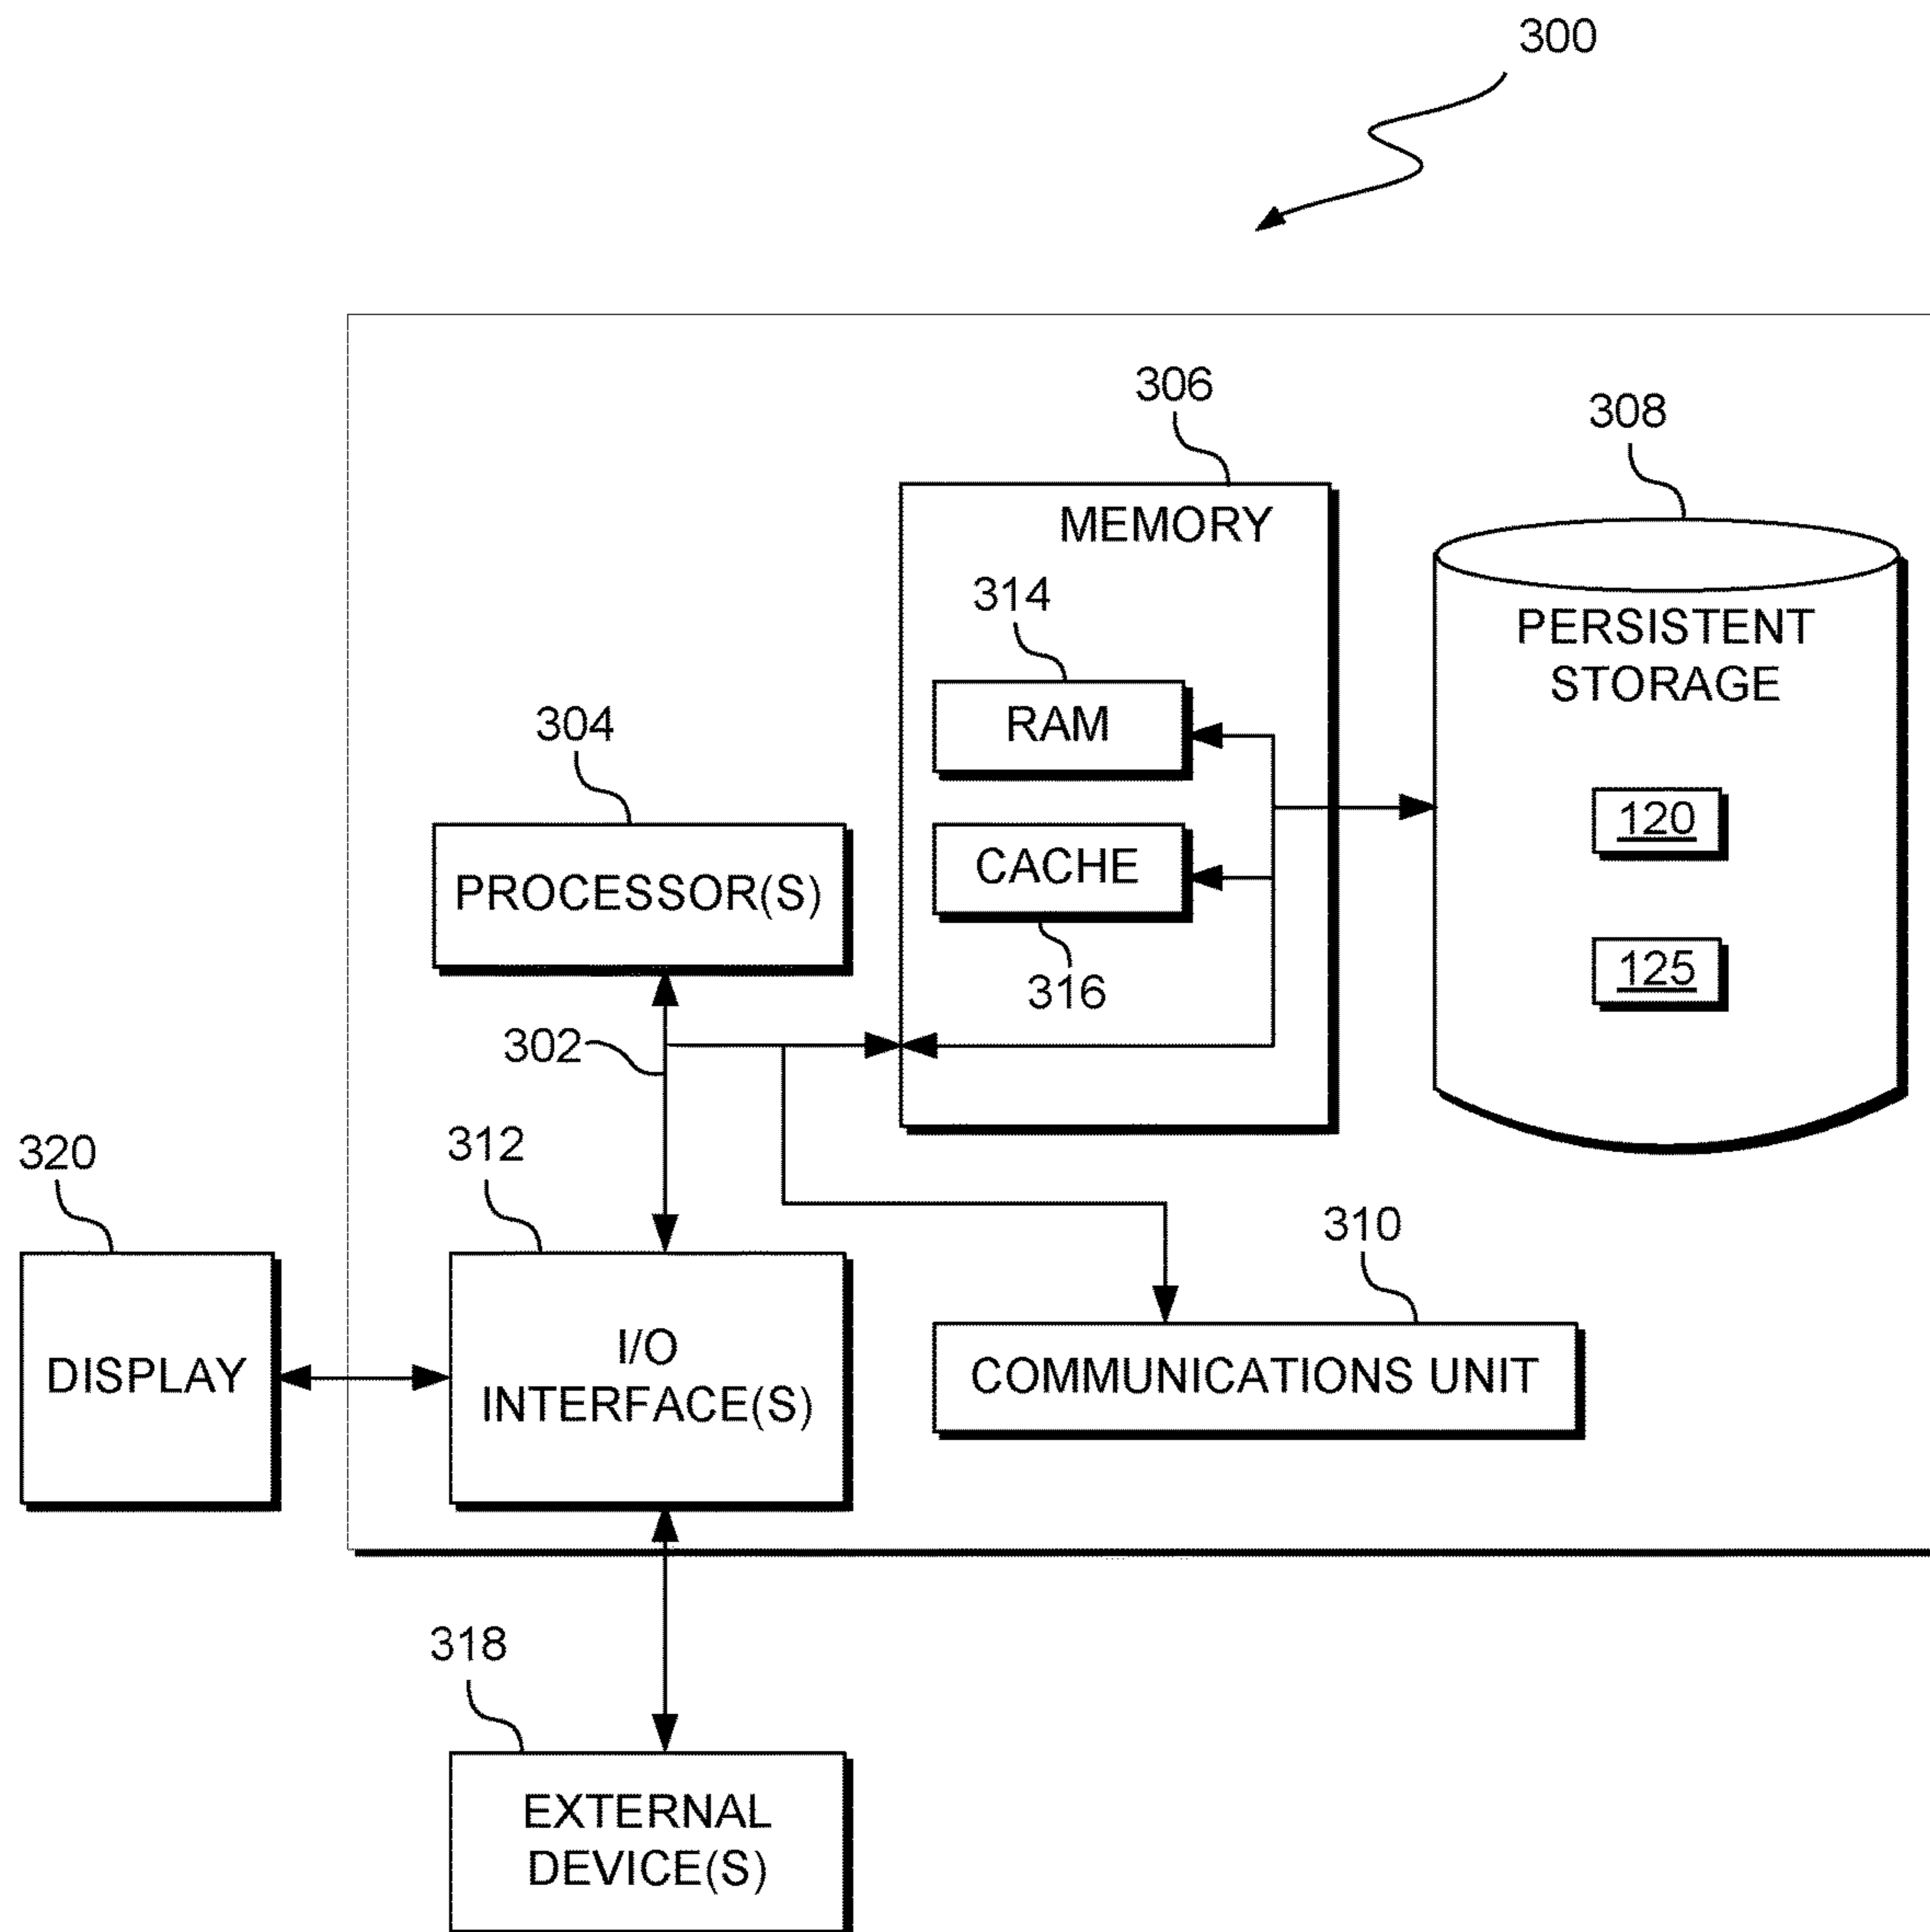 300
306
308
MEMORY
314
PERSISTENT
STORAGE
RAM
304
120
CACHE
PROCESSOR(S)
125
316
302
320
312
310
I/O
INTERFACE(S)
DISPLAY
COMMUNICATIONS UNIT
318
EXTERNAL
DEVICE(S)